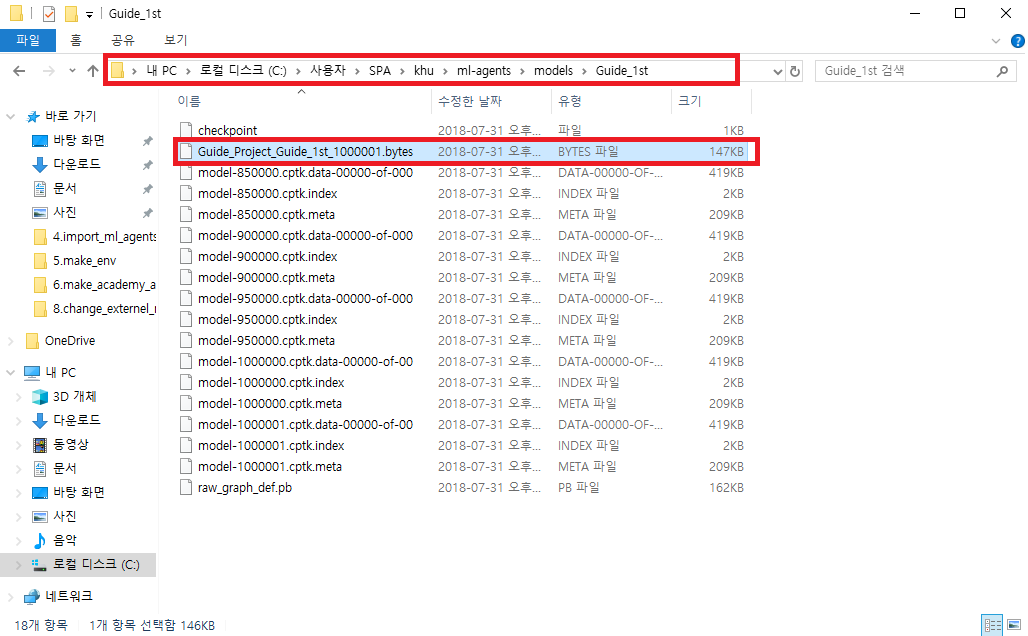 Guide_1st
파일 홈 공유 보기
내 PC 로컬 디스크 (C:) 사용자 SPA khu ml-agents models Guide_1st
Guide_1st 검색
이름 수정한 날짜 유형 크기
checkpoint 2018-07-31 오후... 파일 1KB
Guide_Project_Guide_1st_1000001.bytes 2018-07-31 오후... BYTES 파일 147KB
model-850000.cptk.data-00000-of-000 2018-07-31 오후... DATA-00000-OF-... 419KB
model-850000.cptk.index 2018-07-31 오후... INDEX 파일 2KB
model-850000.cptk.meta 2018-07-31 오후... META 파일 209KB
model-900000.cptk.data-00000-of-000 2018-07-31 오후... DATA-00000-OF-... 419KB
model-900000.cptk.index 2018-07-31 오후... INDEX 파일 2KB
model-900000.cptk.meta 2018-07-31 오후... META 파일 209KB
model-950000.cptk.data-00000-of-000 2018-07-31 오후... DATA-00000-OF-... 419KB
model-950000.cptk.index 2018-07-31 오후... INDEX 파일 2KB
model-950000.cptk.meta 2018-07-31 오후... META 파일 209KB
model-1000000.cptk.data-00000-of-00 2018-07-31 오후... DATA-00000-OF-... 419KB
model-1000000.cptk.index 2018-07-31 오후... INDEX 파일 2KB
model-1000000.cptk.meta 2018-07-31 오후... META 파일 209KB
model-1000001.cptk.data-00000-of-00 2018-07-31 오후... DATA-00000-OF-... 419KB
model-1000001.cptk.index 2018-07-31 오후... INDEX 파일 2KB
model-1000001.cptk.meta 2018-07-31 오후... META 파일 209KB
raw_graph_def.pb 2018-07-31 오후... PB 파일 162KB
바로 가기
바탕 화면
다운로드
문서
사진
4.import_ml_agents
5.make_env
6.make_academy_a
8.change_externel_r
OneDrive
내 PC
3D 개체
다운로드
동영상
문서
바탕 화면
사진
음악
로컬 디스크 (C:)
네트워크
18개 항목 1개 항목 선택함 146KB